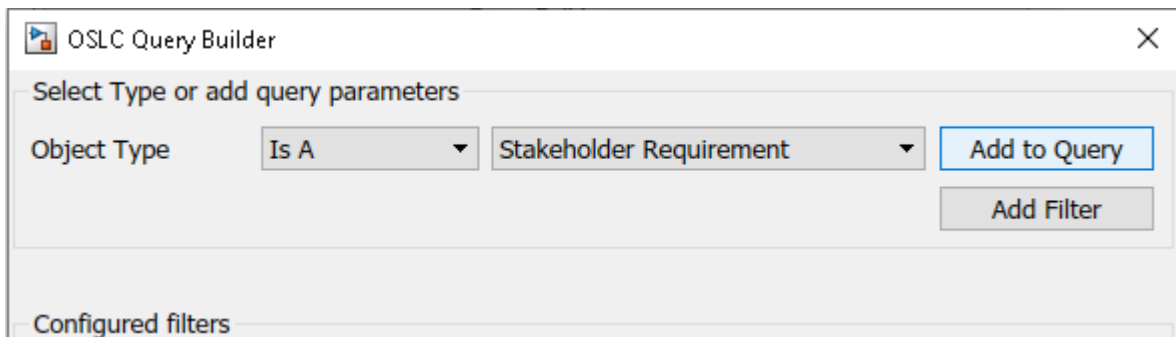 OSLC Query Builder
Select Type or add query parameters
Object Type Is A Stakeholder Requirement Add to Query
Add Filter
Configured filters